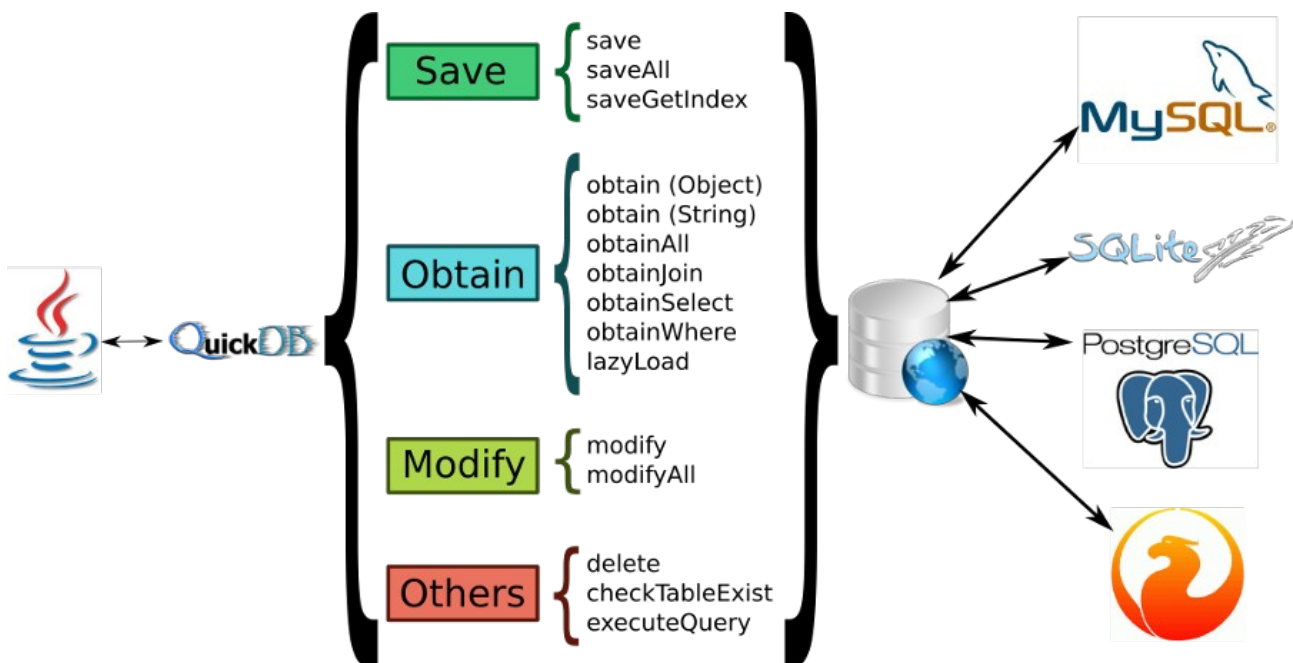 QuickDB
Save
save
saveAll
saveGetIndex
Obtain
obtain (Object)
obtain (String)
obtainAll
obtainJoin
obtainSelect
obtainWhere
lazyLoad
Modify
modify
modifyAll
Others
delete
checkTableExist
executeQuery
MySQL®
SQLite
PostgreSQL